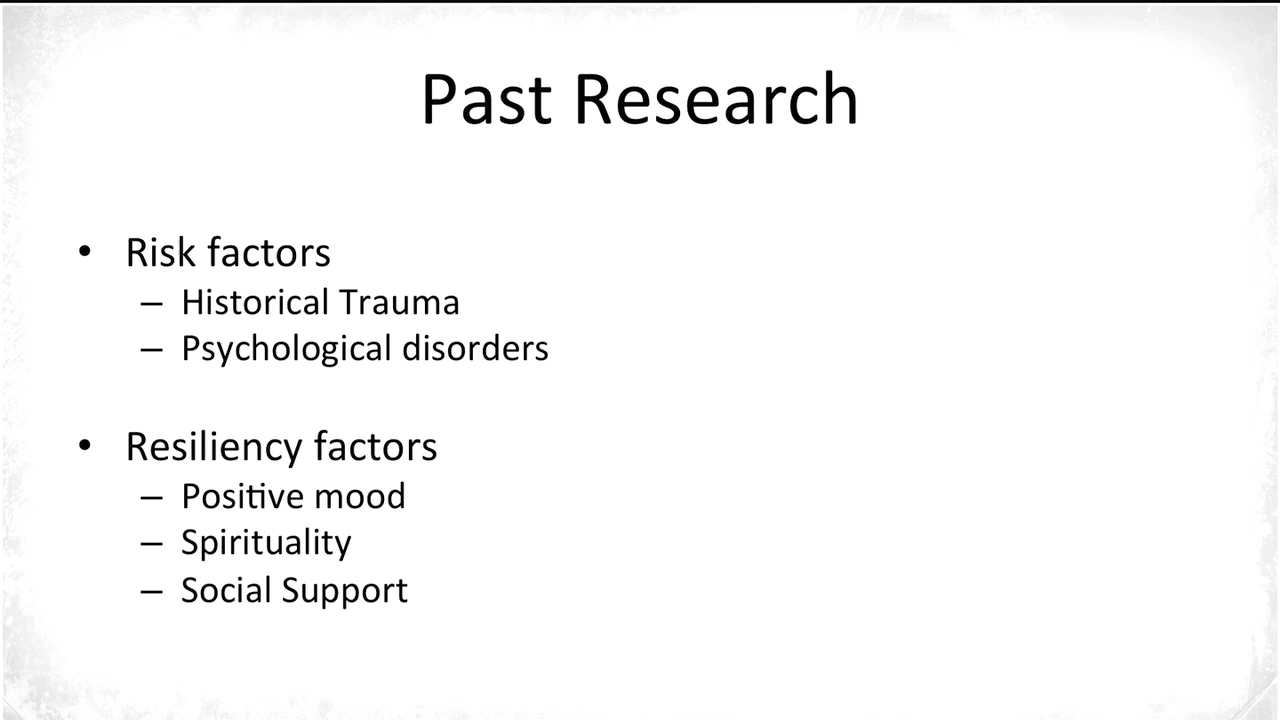 Past Research
• Risk factors
– Historical Trauma
– Psychological disorders
• Resiliency factors
– Positive mood
– Spirituality
– Social Support